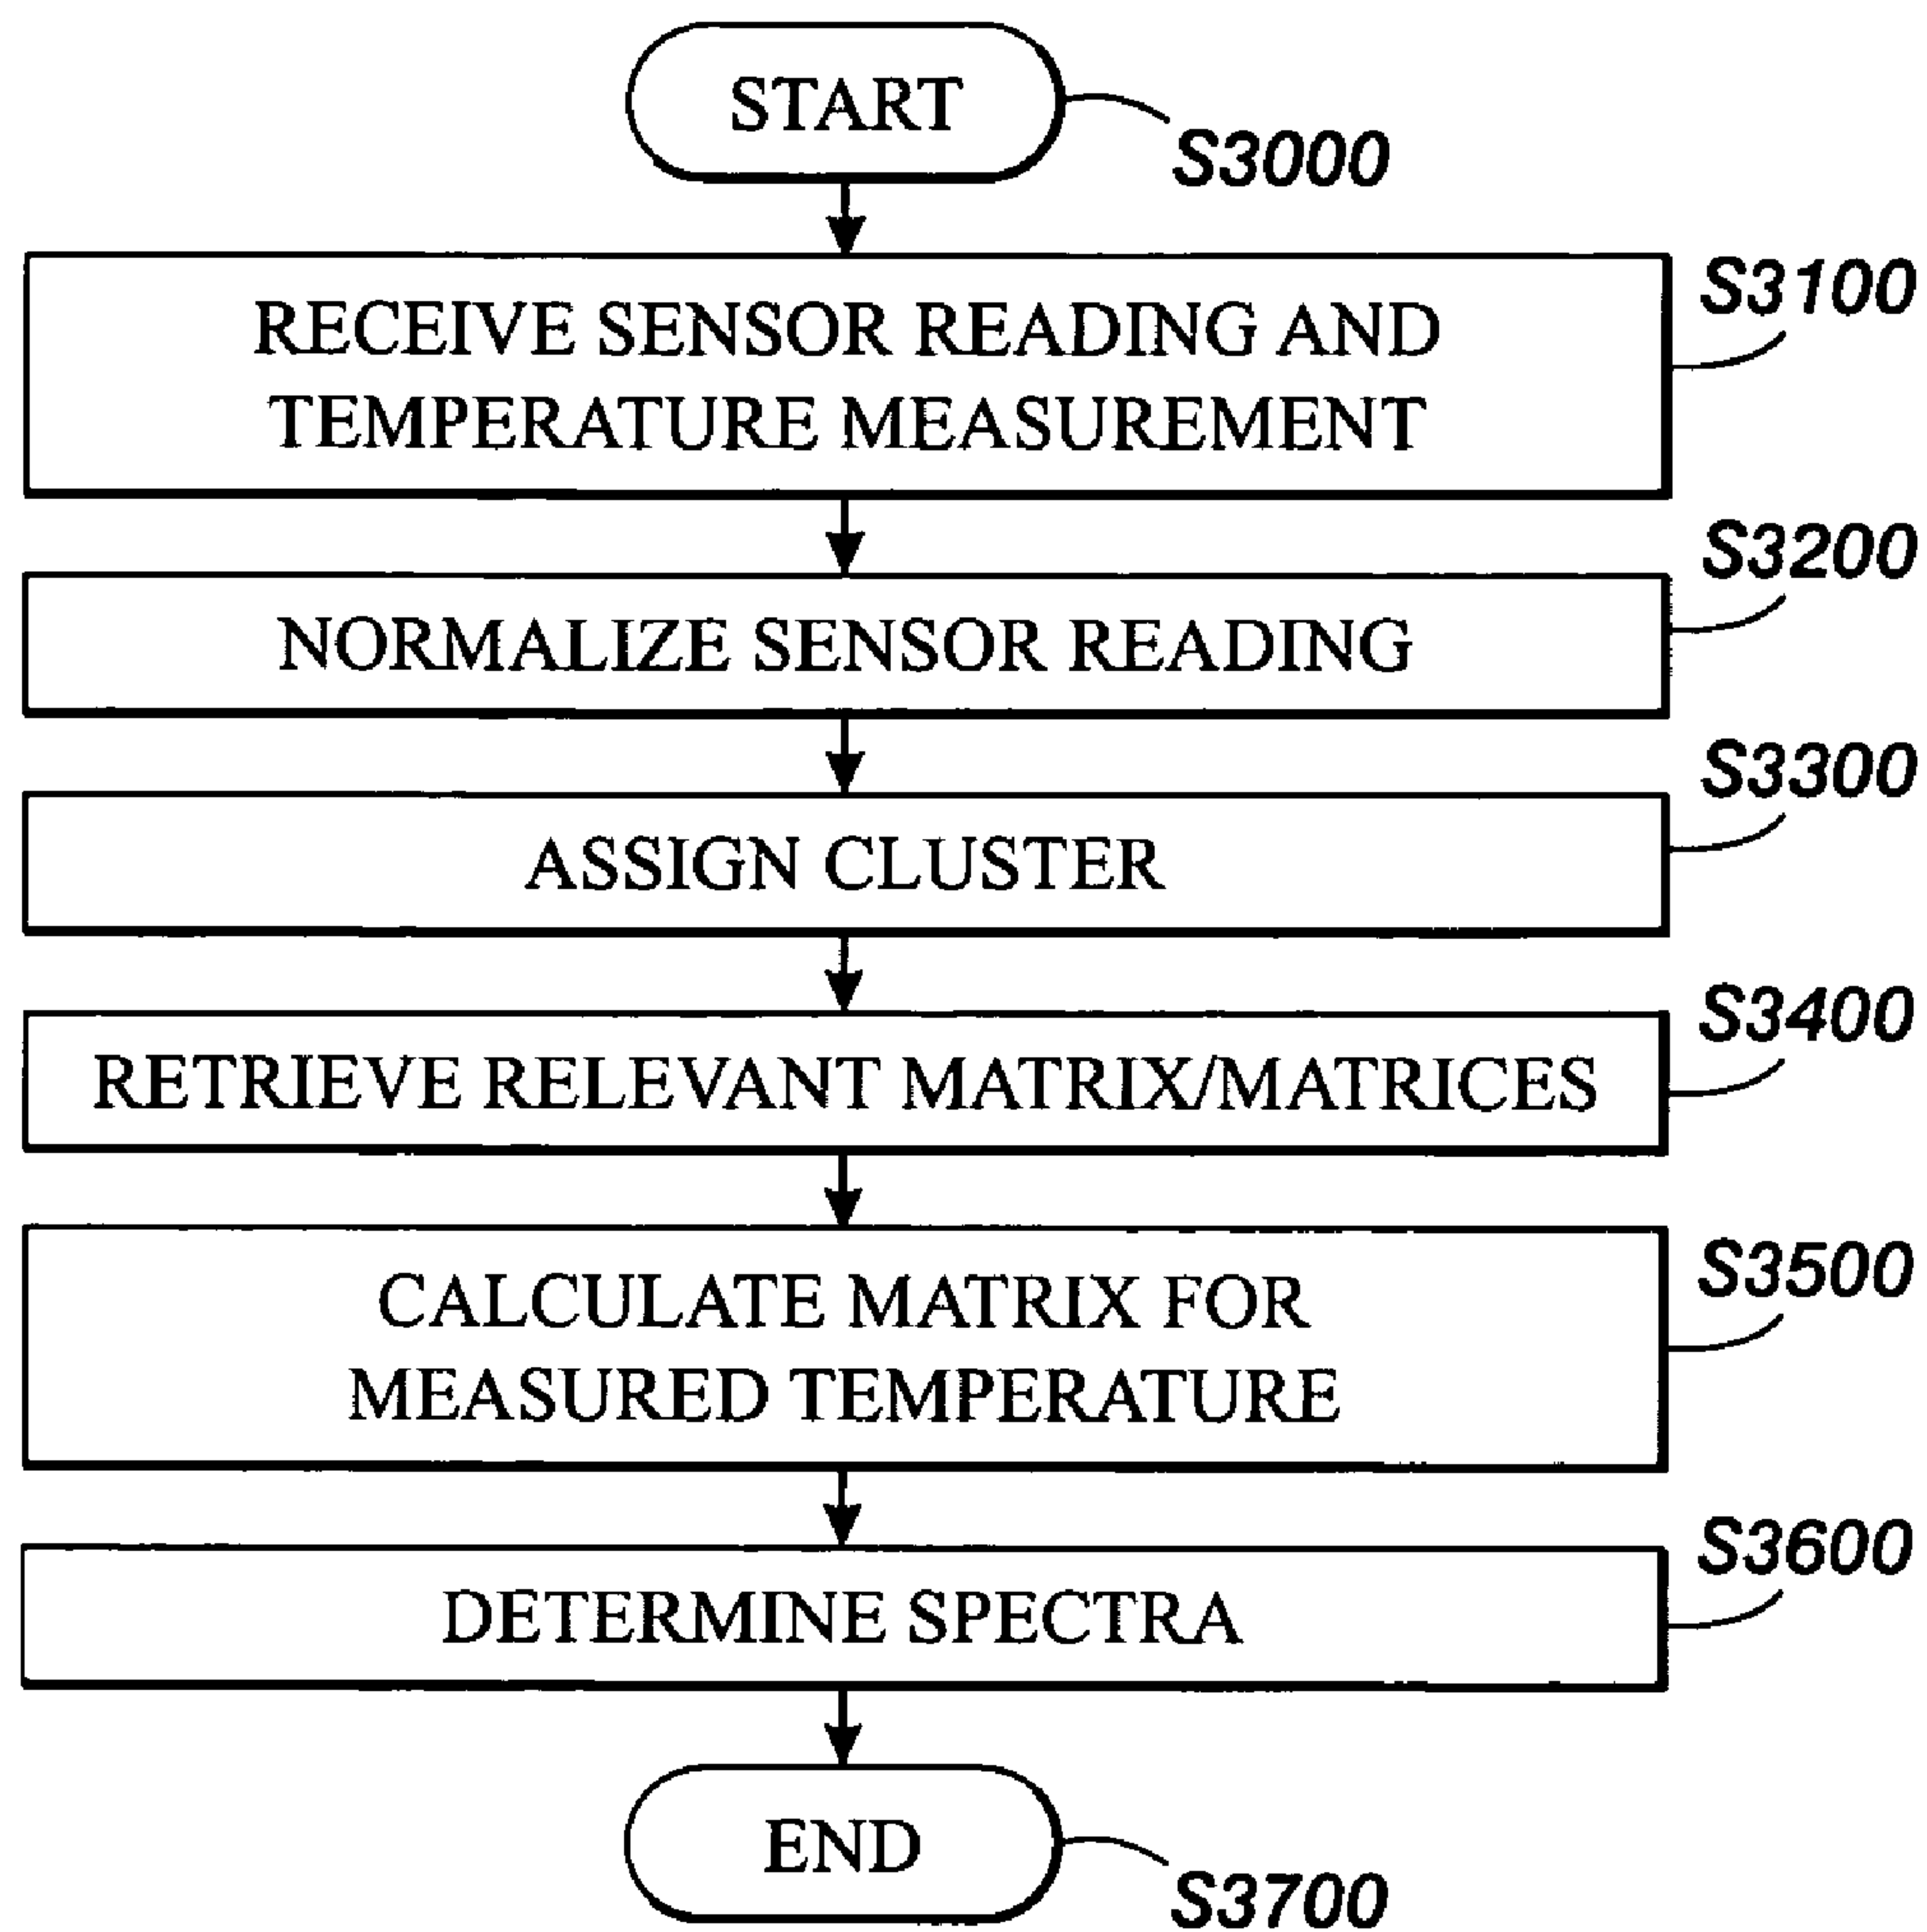 START
S3000
RECEIVE SENSOR READING AND
TEMPERATURE MEASUREMENT
S3100
NORMALIZE SENSOR READING
S3200
ASSIGN CLUSTER
S3300
RETRIEVE RELEVANT MATRIX/MATRICES
S3400
CALCULATE MATRIX FOR
MEASURED TEMPERATURE
S3500
DETERMINE SPECTRA
S3600
END
S3700